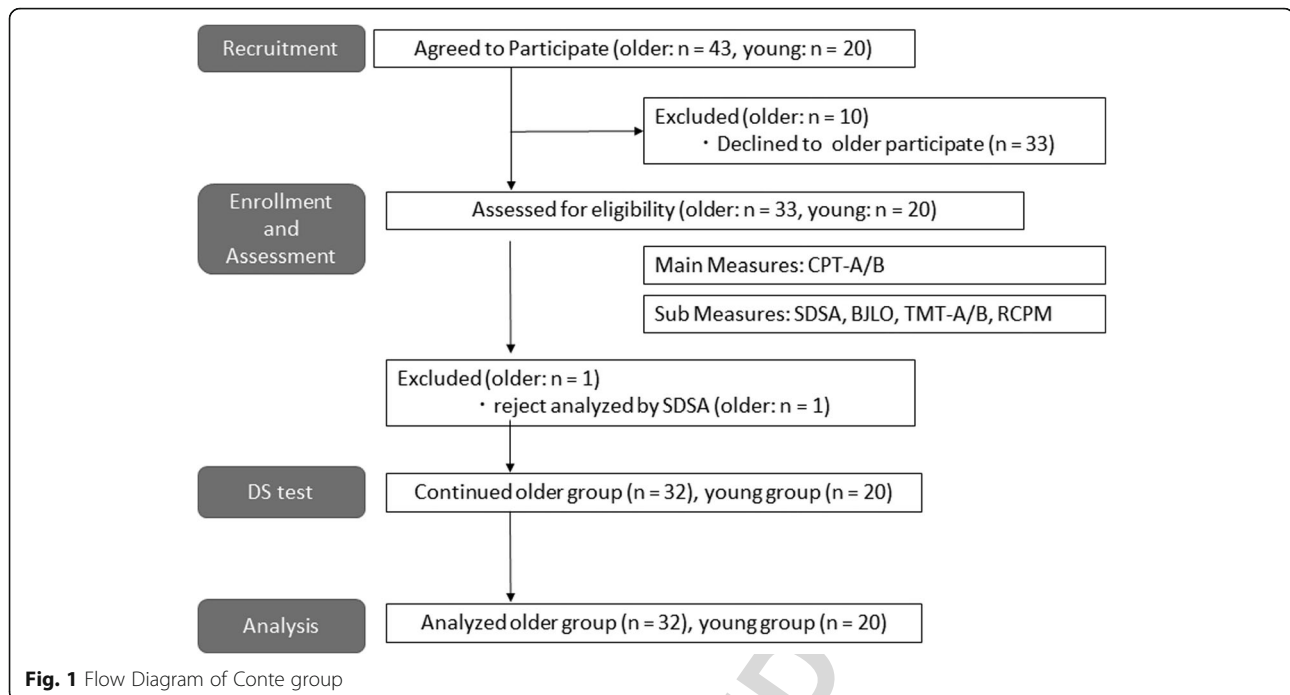 Recruitment
Agreed to Participate (older: n = 43, young: n = 20)
Excluded (older: n = 10)
・ Declined to older participate (n = 33)
Enrollment
and
Assessment
Assessed for eligibility (older: n = 33, young: n = 20)
Main Measures: CPT-A/B
Sub Measures: SDSA, BJLO, TMT-A/B, RCPM
Excluded (older: n = 1)
・ reject analyzed by SDSA (older: n = 1)
DS test
Continued older group (n = 32), young group (n = 20)
Analysis
Analyzed older group (n = 32), young group (n = 20)
Fig. 1 Flow Diagram of Conte group